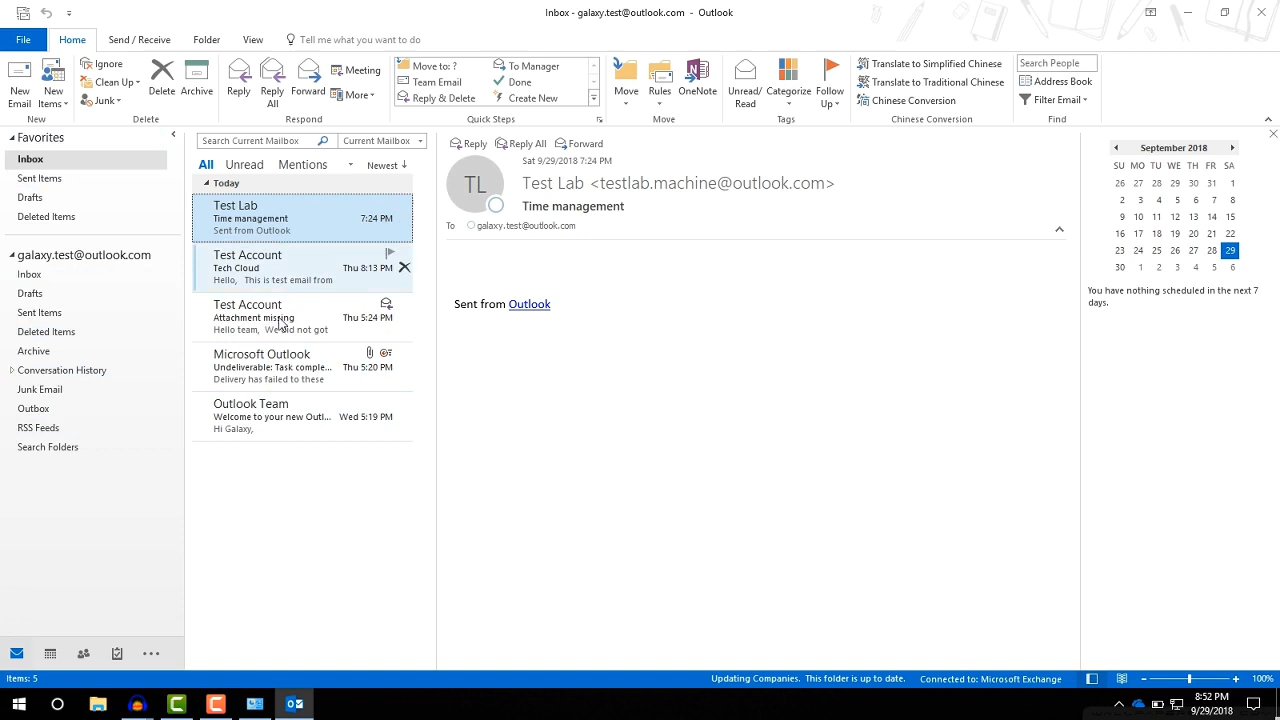 Inbox - galaxy.test@outlook.com - Outlook
File Home Send / Receive Folder View Tell me what you want to do
New Email
New Items
Ignore
Clean Up
Junk
Delete
Archive
Reply
Reply All
Forward
Meeting
More
Move to: ?
Team Email
Reply & Delete
To Manager
Done
Create New
Move
Rules
OneNote
Unread/ Read
Categorize
Follow Up
Translate to Simplified Chinese
Translate to Traditional Chinese
Chinese Conversion
Search People
Address Book
Filter Email
New Delete Respond Quick Steps Move Tags Chinese Conversion Find
Favorites
Inbox
Sent Items
Drafts
Deleted Items
galaxy.test@outlook.com
Inbox
Drafts
Sent Items
Deleted Items
Archive
Conversation History
Junk Email
Outbox
RSS Feeds
Search Folders
Search Current Mailbox Current Mailbox
All Unread Mentions Newest
Today
Test Lab
Time management 7:24 PM
Sent from Outlook
Test Account
Tech Cloud Thu 8:13 PM
Hello, This is test email from
Test Account
Attachment missing Thu 5:24 PM
Hello team, We did not got
Microsoft Outlook
Undeliverable: Task comple... Thu 5:20 PM
Delivery has failed to these
Outlook Team
Welcome to your new Outl... Wed 5:19 PM
Hi Galaxy,
Reply Reply All Forward
Sat 9/29/2018 7:24 PM
TL
Test Lab <testlab.machine@outlook.com>
Time management
To galaxy.test@outlook.com
Sent from Outlook
September 2018
SU MO TU WE TH FR SA
26 27 28 29 30 31 1
2 3 4 5 6 7 8
9 10 11 12 13 14 15
16 17 18 19 20 21 22
23 24 25 26 27 28 29
30 1 2 3 4 5 6
You have nothing scheduled in the next 7
days.
Items: 5 Updating Companies. This folder is up to date. Connected to: Microsoft Exchange 100%
8:52 PM
9/29/2018